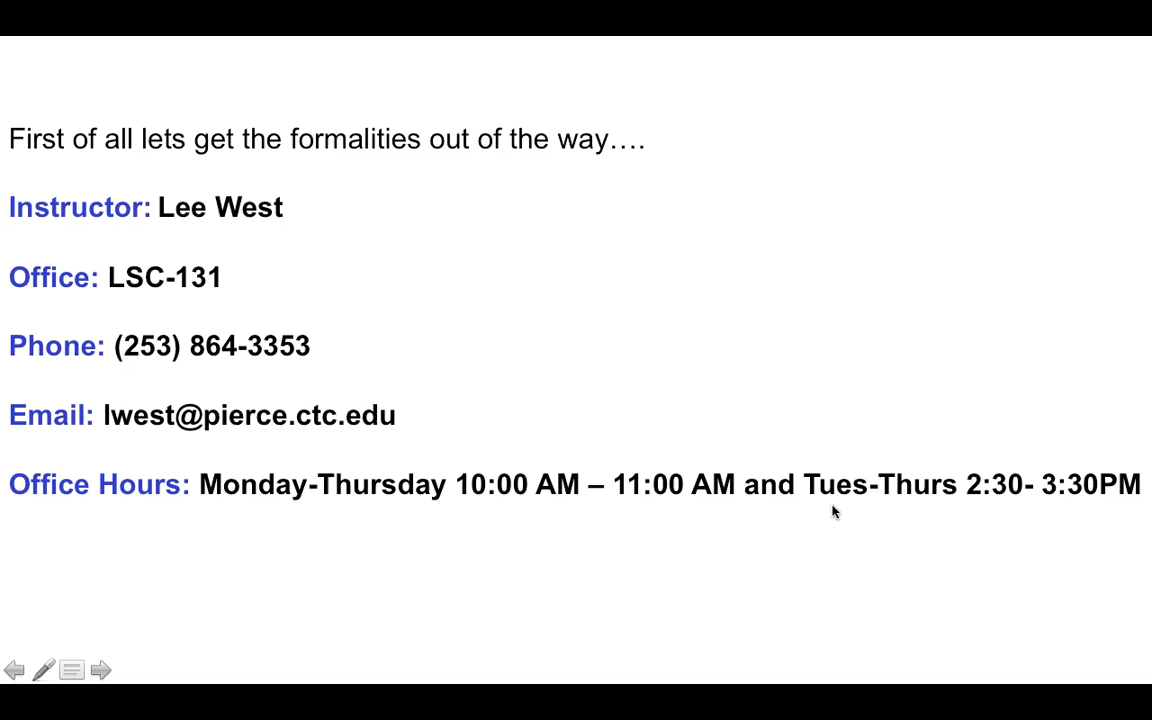 First of all lets get the formalities out of the way….
Instructor: Lee West
Office: LSC-131
Phone: (253) 864-3353
Email: lwest@pierce.ctc.edu
Office Hours: Monday-Thursday 10:00 AM – 11:00 AM and Tues-Thurs 2:30- 3:30PM